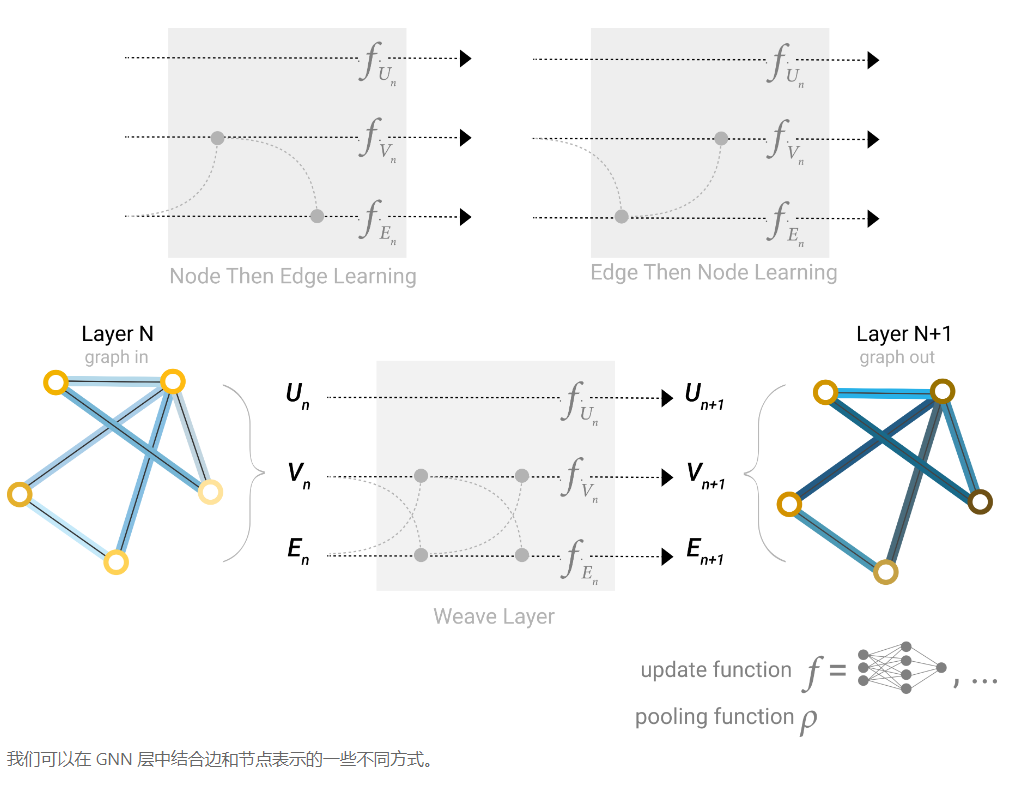 f U n f U n
f V n f V n
f E n f E n
Node Then Edge Learning Edge Then Node Learning
Layer N Layer N+1
graph in graph out
U n f U n U n+1
V n f V n V n+1
E n f E n E n+1
Weave Layer
update function f = , ...
pooling function ρ
我们可以在 GNN 层中结合边和节点表示的一些不同方式。